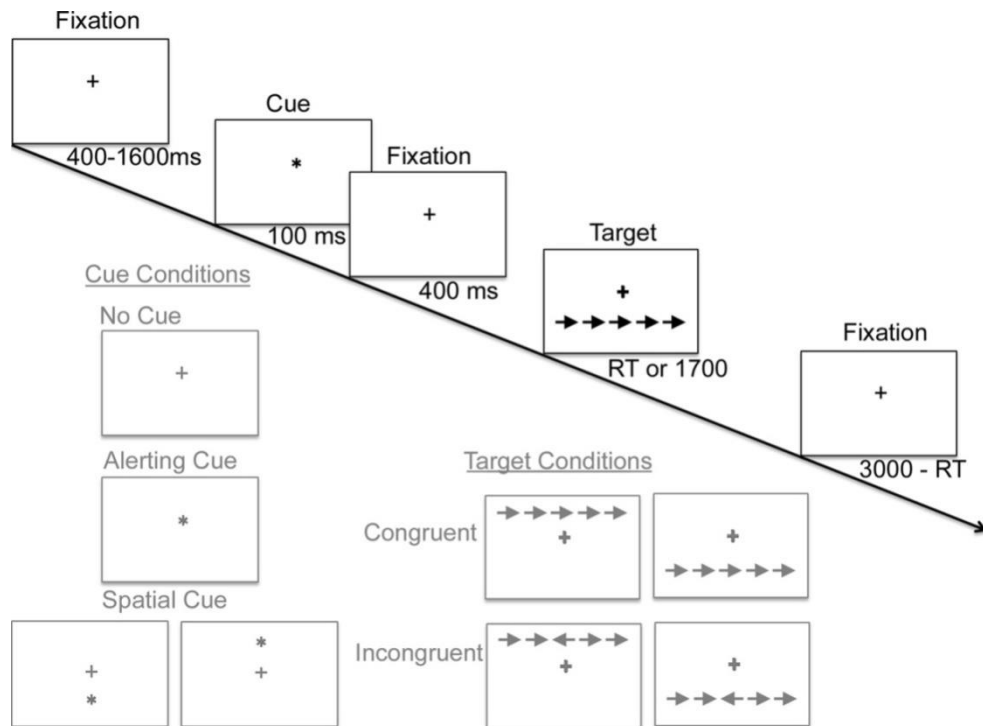 Fixation
400-1600ms
Cue
100 ms
Fixation
400 ms
Target
RT or 1700
Fixation
3000 - RT
Cue Conditions
No Cue
Alerting Cue
Spatial Cue
Target Conditions
Congruent
Incongruent